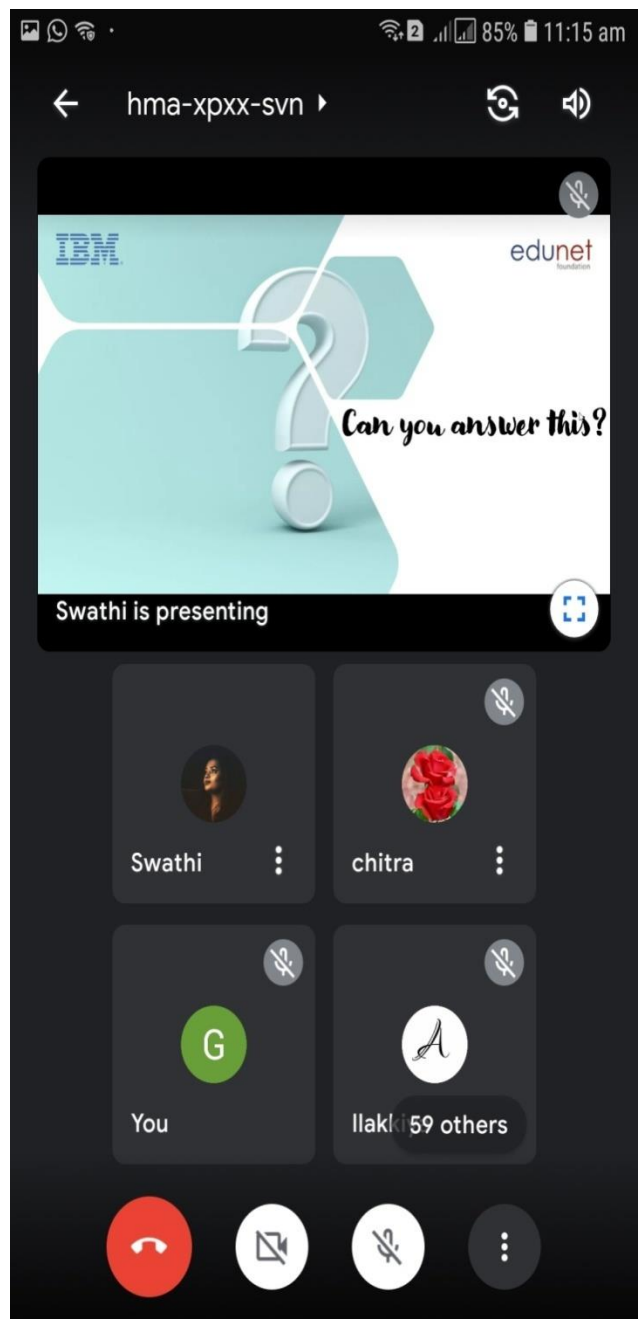 2 85% 11:15 am
hma-xpxx-svn
IBM
edunet
foundation
Can you answer this?
Swathi is presenting
Swathi
chitra
G
You
A
59 others